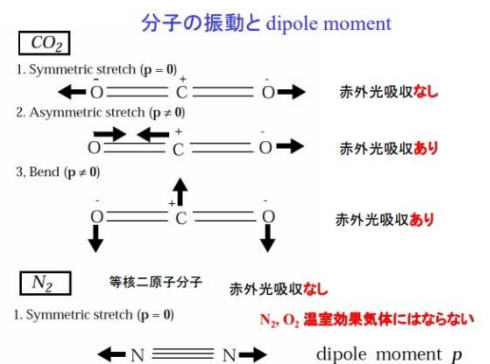 分子の振動と dipole moment
CO₂
1. Symmetric stretch (p = 0)
- + -
O C O 赤外光吸収なし
2. Asymmetric stretch (p ≠ 0)
+ -
O C O 赤外光吸収あり
3, Bend (p ≠ 0)
- + -
O C O 赤外光吸収あり
N₂ 等核二原子分子 赤外光吸収なし
1. Symmetric stretch (p = 0) N₂, O₂ 温室効果気体にはならない
N N dipole moment p